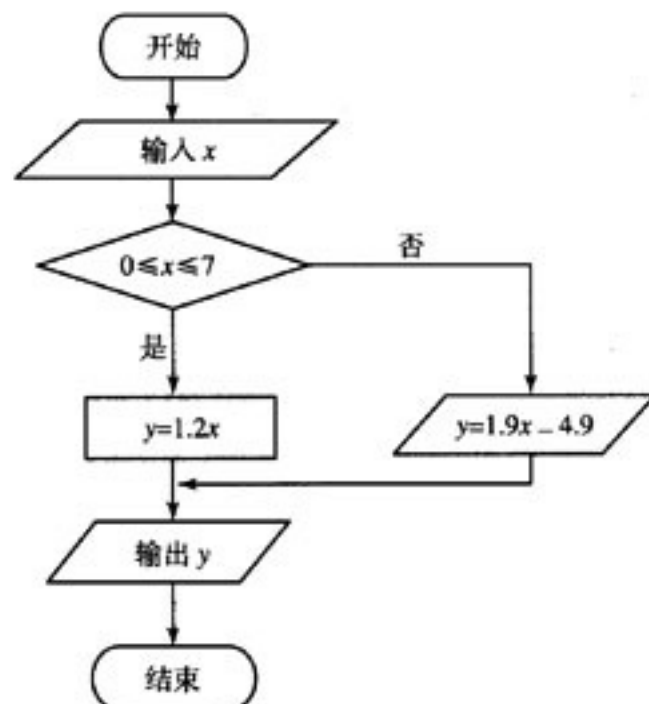 开始
输入 x
0≤x≤7
否
是
y=1.2x
y=1.9x－4.9
输出 y
结束